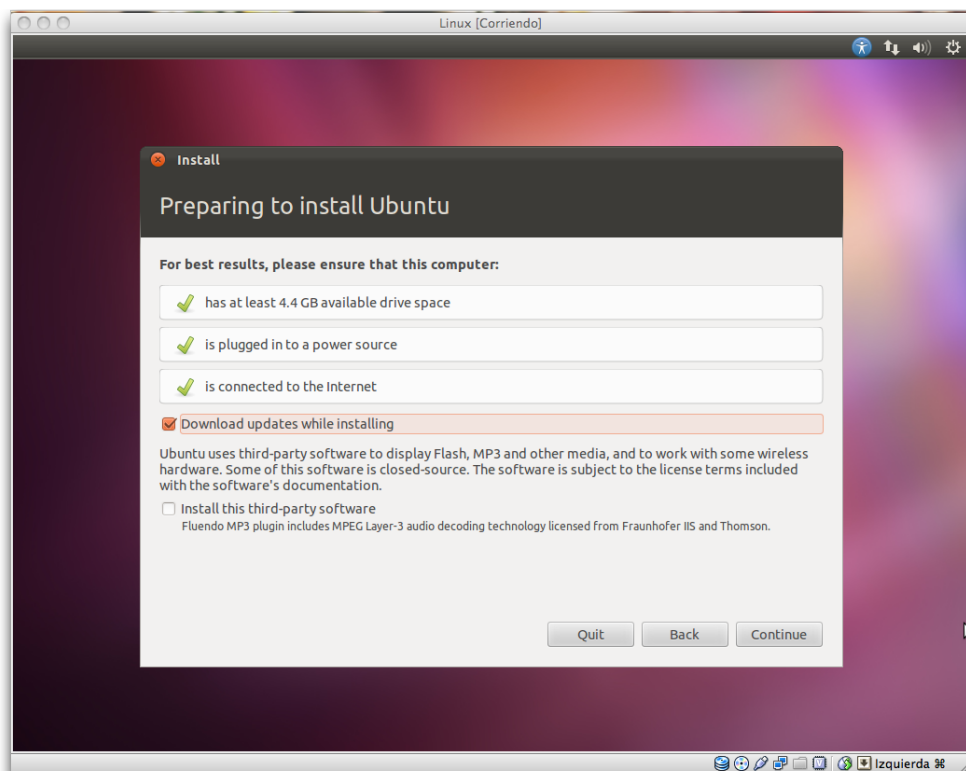 Linux [Corriendo]
Install
Preparing to install Ubuntu
For best results, please ensure that this computer:
has at least 4.4 GB available drive space
is plugged in to a power source
is connected to the Internet
Download updates while installing
Ubuntu uses third-party software to display Flash, MP3 and other media, and to work with some wireless
hardware. Some of this software is closed-source. The software is subject to the license terms included
with the software's documentation.
Install this third-party software
Fluendo MP3 plugin includes MPEG Layer-3 audio decoding technology licensed from Fraunhofer IIS and Thomson.
Quit Back Continue
Izquierda ⌘